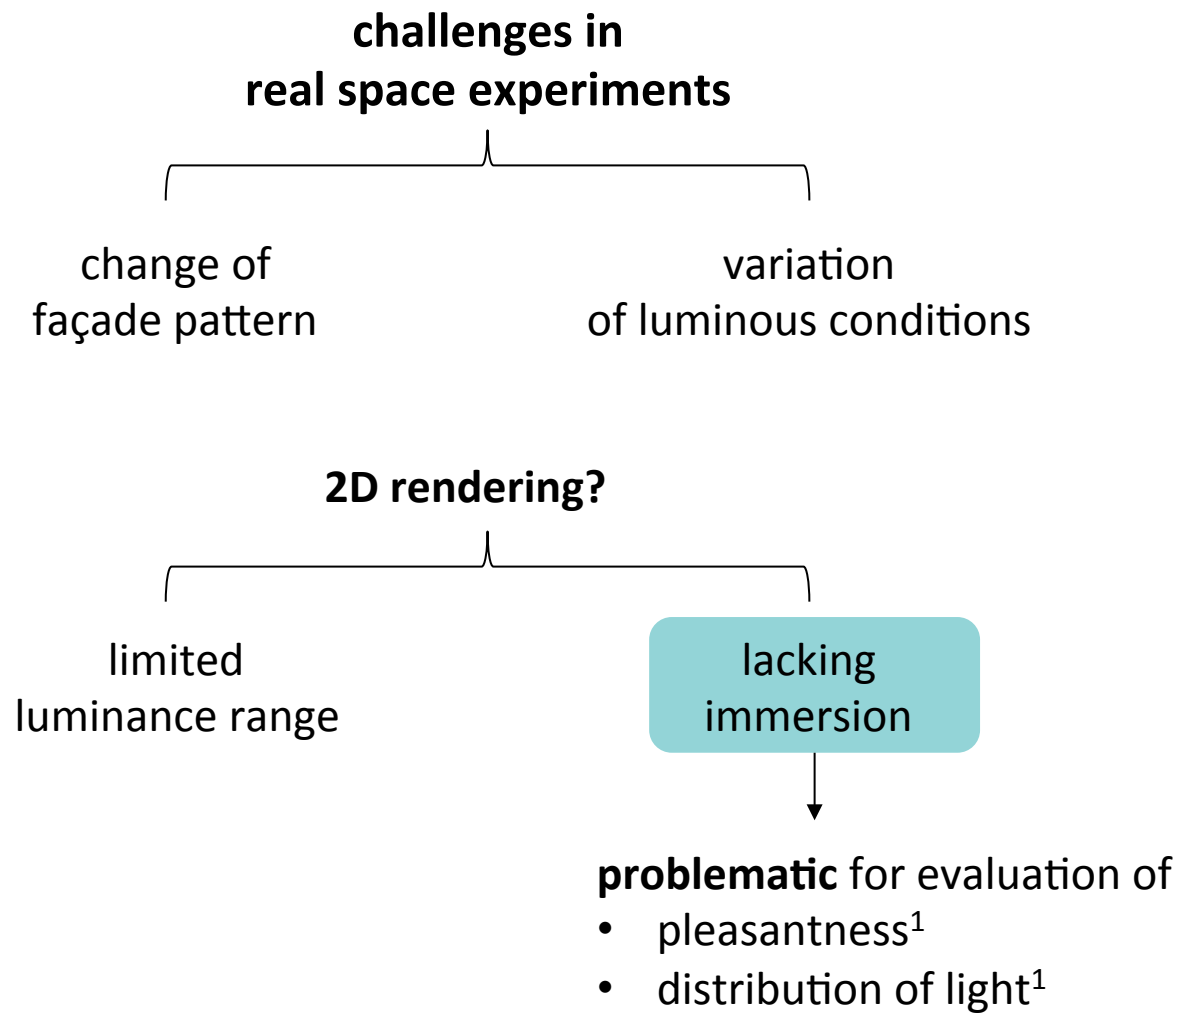 challenges in
real space experiments
change of
façade pattern
variation
of luminous conditions
2D rendering?
limited
luminance range
lacking
immersion
problematic for evaluation of
• pleasantness¹
• distribution of light¹